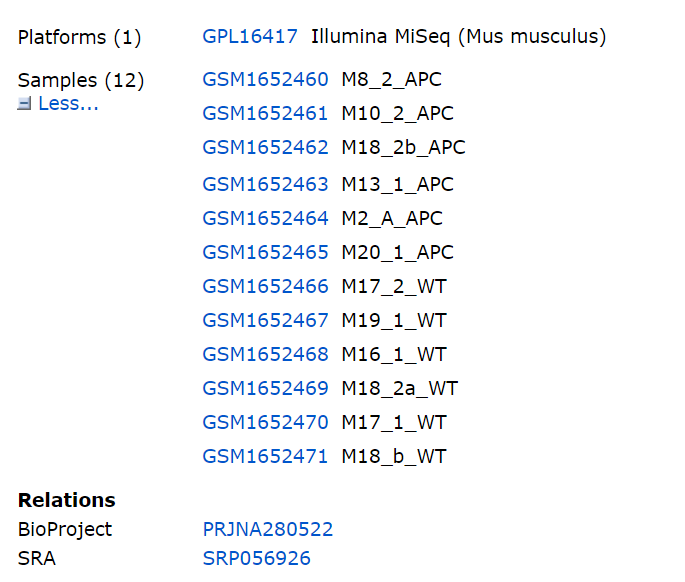 Platforms (1) GPL16417 Illumina MiSeq (Mus musculus)
Samples (12) GSM1652460 M8_2_APC
Less... GSM1652461 M10_2_APC
GSM1652462 M18_2b_APC
GSM1652463 M13_1_APC
GSM1652464 M2_A_APC
GSM1652465 M20_1_APC
GSM1652466 M17_2_WT
GSM1652467 M19_1_WT
GSM1652468 M16_1_WT
GSM1652469 M18_2a_WT
GSM1652470 M17_1_WT
GSM1652471 M18_b_WT
Relations
BioProject PRJNA280522
SRA SRP056926